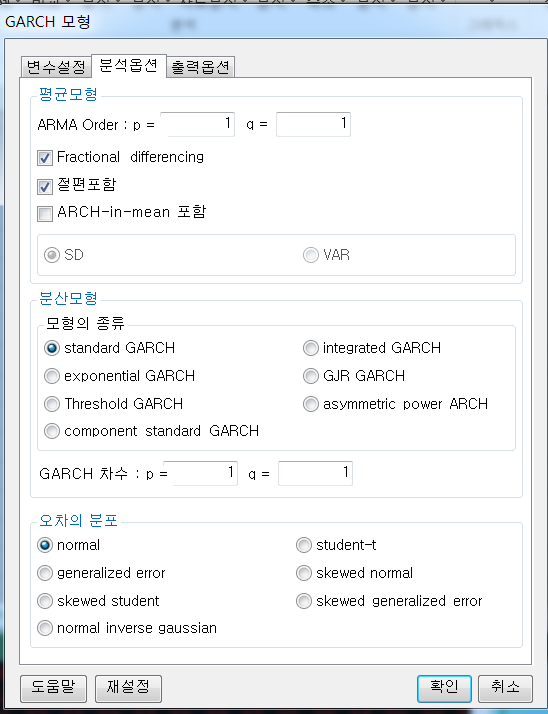 GARCH 모형
변수설정 분석옵션 출력옵션
평균모형
ARMA Order : p = 1 q = 1
Fractional differencing
절편포함
ARCH-in-mean 포함
SD VAR
분산모형
모형의 종류
standard GARCH integrated GARCH
exponential GARCH GJR GARCH
Threshold GARCH asymmetric power ARCH
component standard GARCH
GARCH 차수 : p = 1 q = 1
오차의 분포
normal student-t
generalized error skewed normal
skewed student skewed generalized error
normal inverse gaussian
도움말 재설정 확인 취소